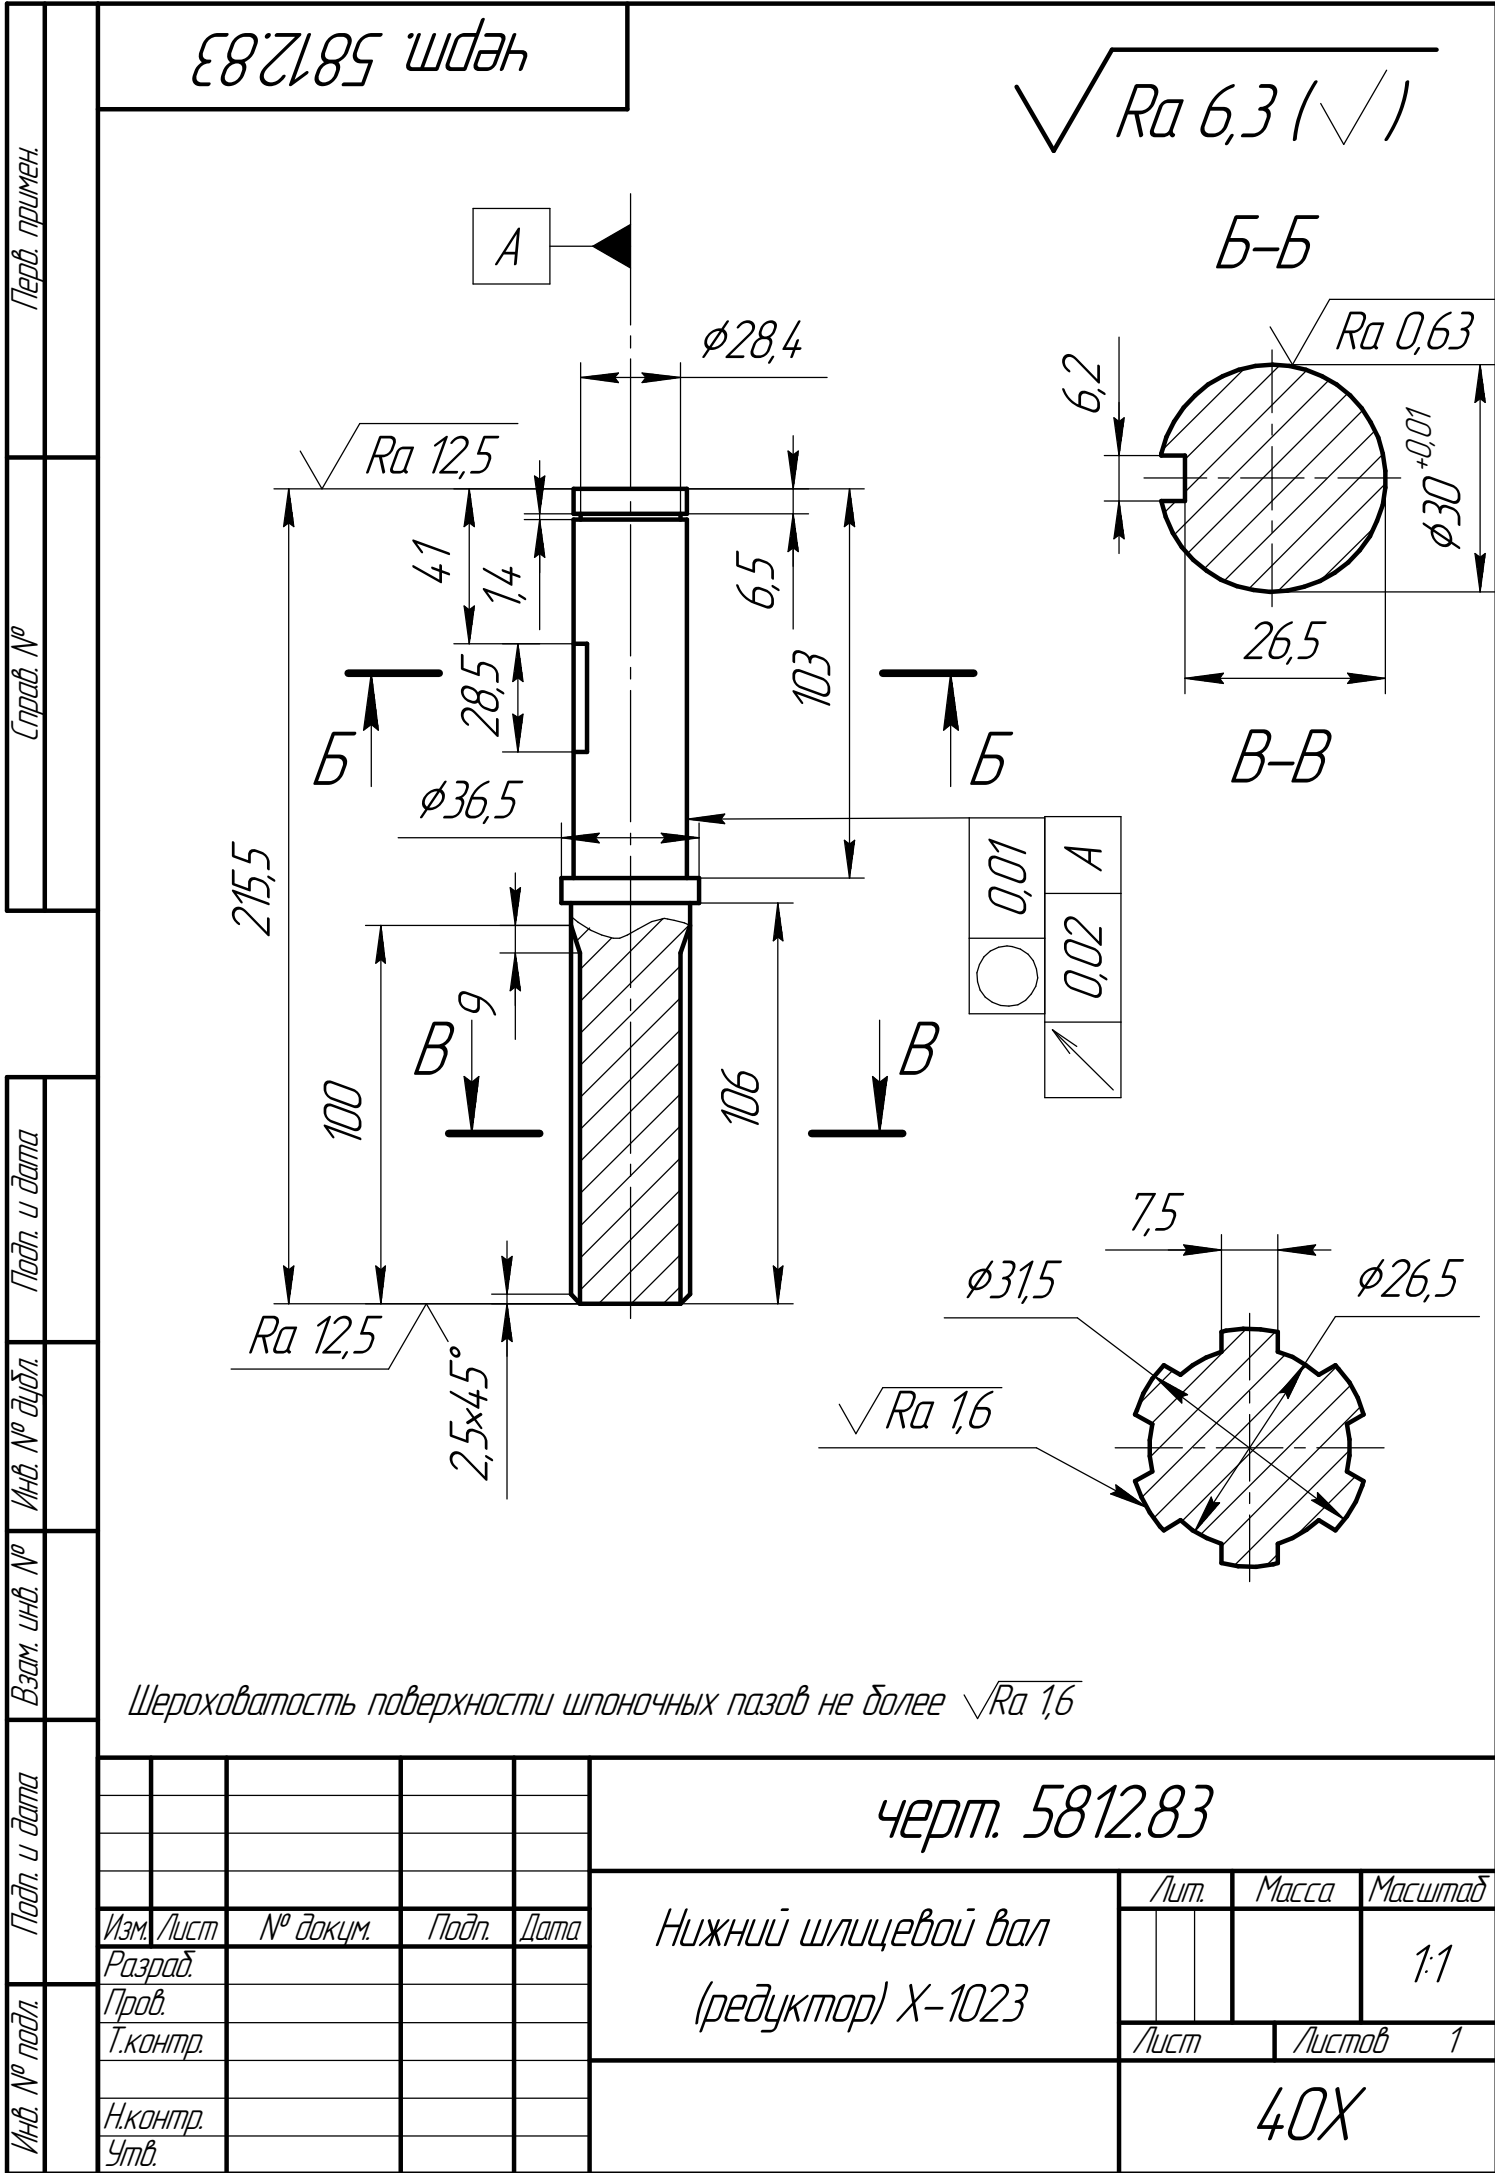 черт. 5812.83
Ra 6,3 ( )
А
Б-Б
Ra 0,63
6,2
⌀30 +0,01
26,5
⌀28,4
Ra 12,5
41
1,4
6,5
28,5
103
Б
Б
⌀36,5
215,5
0,01
0,02 А
9
100
106
В
В
Ra 12,5
2,5x45°
В-В
7,5
⌀31,5
⌀26,5
Ra 1,6
Шероховатость поверхности шпоночных пазов не более Ra 1,6
Перв. примен.
Справ. №
Подп. и дата
Инв. № дубл.
Взам. инв. №
Подп. и дата
Инв. № подл.
черт. 5812.83
Изм. Лист № докум. Подп. Дата
Разраб.
Пров.
Т.контр.
Н.контр.
Утв.
Нижний шлицевой вал
(редуктор) Х-1023
Лит. Масса Масштаб
1:1
Лист Листов 1
40Х